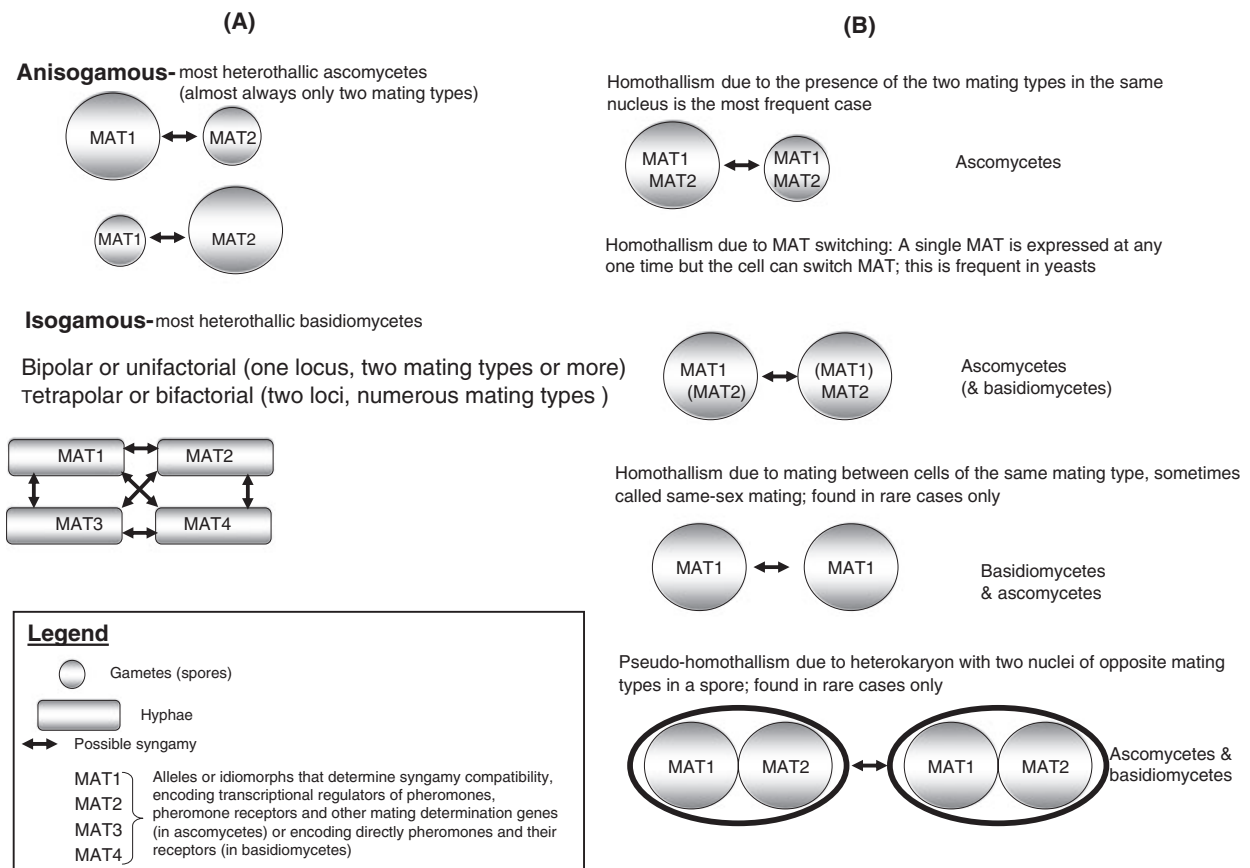 (A)
Anisogamous- most heterothallic ascomycetes
(almost always only two mating types)
MAT1
MAT2
MAT1
MAT2
Isogamous- most heterothallic basidiomycetes
Bipolar or unifactorial (one locus, two mating types or more)
Tetrapolar or bifactorial (two loci, numerous mating types )
MAT1
MAT2
MAT3
MAT4
Legend
Gametes (spores)
Hyphae
Possible syngamy
MAT1
MAT2
MAT3
MAT4
Alleles or idiomorphs that determine syngamy compatibility,
encoding transcriptional regulators of pheromones,
pheromone receptors and other mating determination genes
(in ascomycetes) or encoding directly pheromones and their
receptors (in basidiomycetes)
(B)
Homothallism due to the presence of the two mating types in the same
nucleus is the most frequent case
MAT1
MAT2
MAT1
MAT2
Ascomycetes
Homothallism due to MAT switching: A single MAT is expressed at any
one time but the cell can switch MAT; this is frequent in yeasts
MAT1
(MAT2)
(MAT1)
MAT2
Ascomycetes
(& basidiomycetes)
Homothallism due to mating between cells of the same mating type, sometimes
called same-sex mating; found in rare cases only
MAT1
MAT1
Basidiomycetes
& ascomycetes
Pseudo-homothallism due to heterokaryon with two nuclei of opposite mating
types in a spore; found in rare cases only
MAT1
MAT2
MAT1
MAT2
Ascomycetes &
basidiomycetes